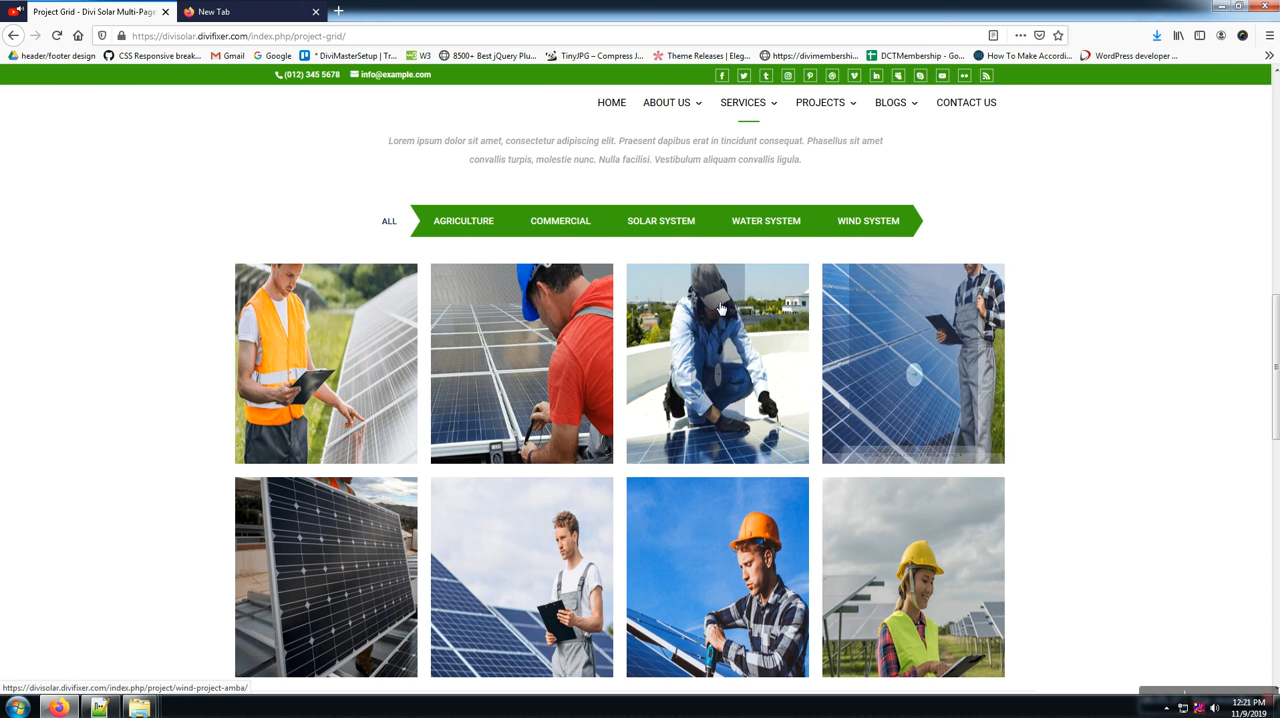 Project Grid - Divi Solar Multi-Page
New Tab
https://divisolar.divifixer.com/index.php/project-grid/
header/footer design
CSS Responsive break...
Gmail
Google
* DiviMasterSetup | Tr...
W3
8500+ Best jQuery Plu...
TinyJPG – Compress J...
Theme Releases | Eleg...
https://divimembershi...
DCTMembership - Go...
How To Make Accordi...
WordPress developer ...
(012) 345 5678
info@example.com
HOME
ABOUT US
SERVICES
PROJECTS
BLOGS
CONTACT US
Lorem ipsum dolor sit amet, consectetur adipiscing elit. Praesent dapibus erat in tincidunt consequat. Phasellus sit amet
convallis turpis, molestie nunc. Nulla facilisi. Vestibulum aliquam convallis ligula.
ALL
AGRICULTURE
COMMERCIAL
SOLAR SYSTEM
WATER SYSTEM
WIND SYSTEM
https://divisolar.divifixer.com/index.php/project/wind-project-amba/
12:21 PM
11/9/2019